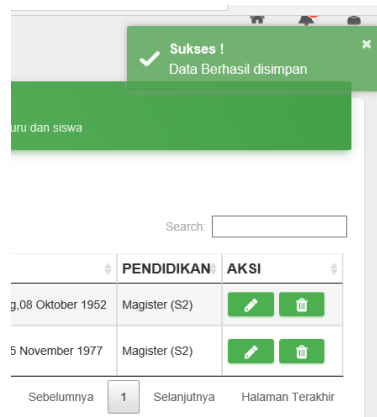 Sukses !
Data Berhasil disimpan
uru dan siswa
Search:
PENDIDIKAN AKSI
g,08 Oktober 1952 Magister (S2)
5 November 1977 Magister (S2)
Sebelumnya 1 Selanjutnya Halaman Terakhir